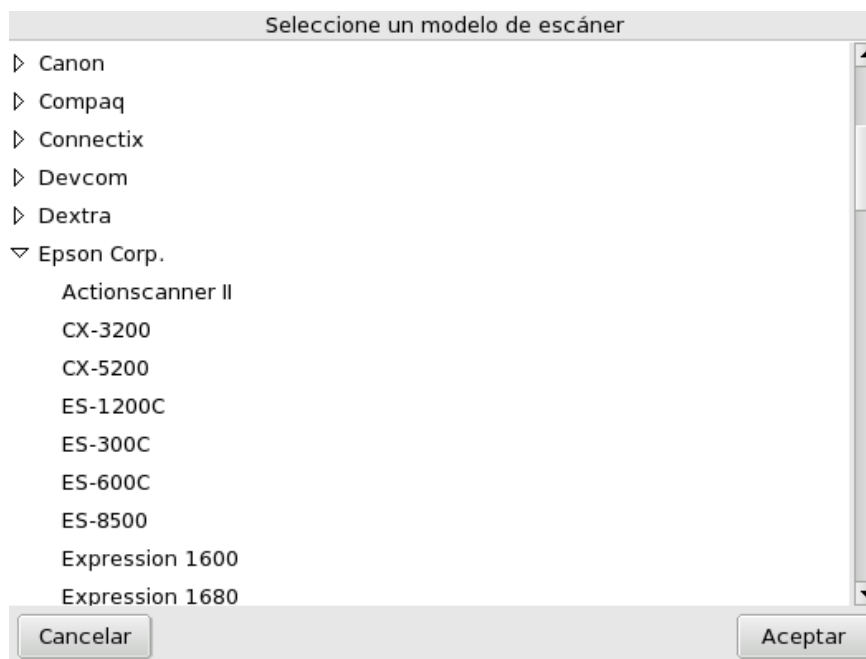 Seleccione un modelo de escáner
Canon
Compaq
Connectix
Devcom
Dextra
Epson Corp.
Actionscanner II
CX-3200
CX-5200
ES-1200C
ES-300C
ES-600C
ES-8500
Expression 1600
Expression 1680
Cancelar
Aceptar